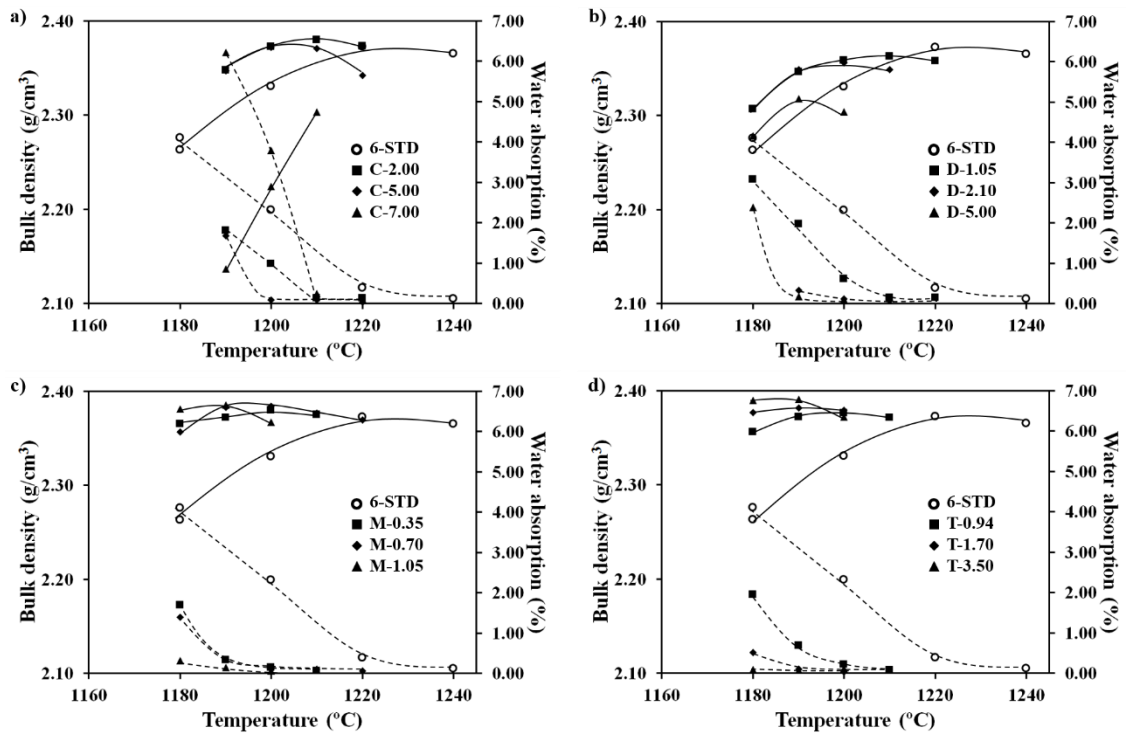 a)
2.40
2.30
2.20
2.10
Bulk density (g/cm³)
7.00
6.00
5.00
4.00
3.00
2.00
1.00
0.00
Water absorption (%)
6-STD
C-2.00
C-5.00
C-7.00
1160 1180 1200 1220 1240
Temperature (ºC)
b)
2.40
2.30
2.20
2.10
Bulk density (g/cm³)
7.00
6.00
5.00
4.00
3.00
2.00
1.00
0.00
Water absorption (%)
6-STD
D-1.05
D-2.10
D-5.00
1160 1180 1200 1220 1240
Temperature (ºC)
c)
2.40
2.30
2.20
2.10
Bulk density (g/cm³)
7.00
6.00
5.00
4.00
3.00
2.00
1.00
0.00
Water absorption (%)
6-STD
M-0.35
M-0.70
M-1.05
1160 1180 1200 1220 1240
Temperature (ºC)
d)
2.40
2.30
2.20
2.10
Bulk density (g/cm³)
7.00
6.00
5.00
4.00
3.00
2.00
1.00
0.00
Water absorption (%)
6-STD
T-0.94
T-1.70
T-3.50
1160 1180 1200 1220 1240
Temperature (ºC)